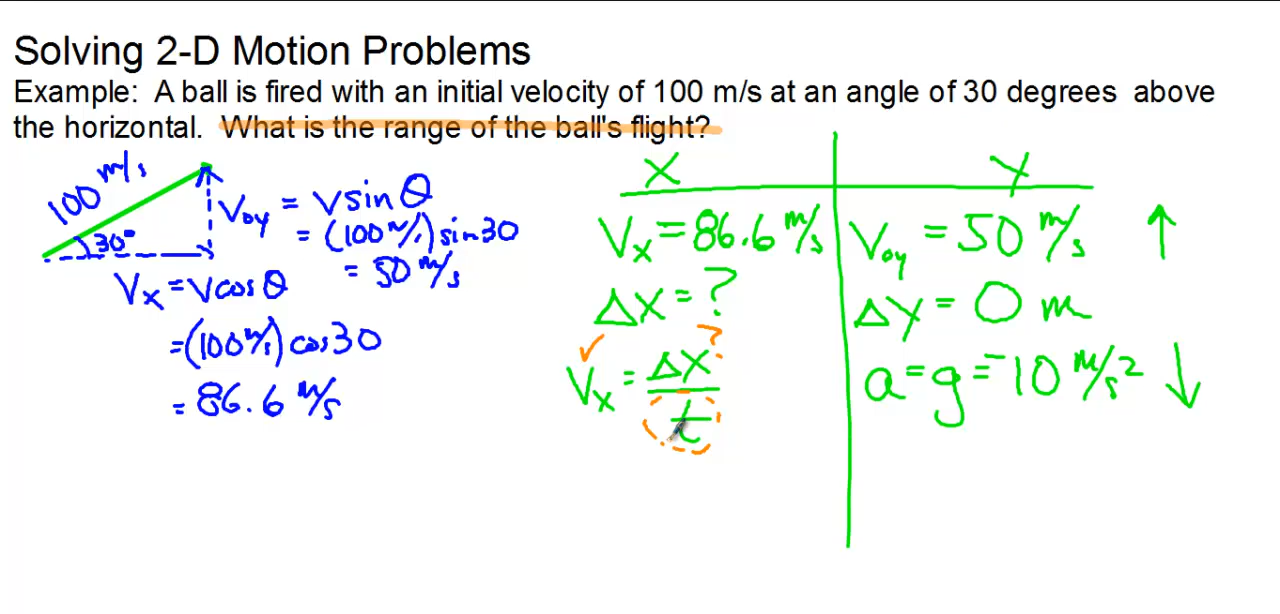 Solving 2-D Motion Problems
Example: A ball is fired with an initial velocity of 100 m/s at an angle of 30 degrees above
the horizontal. What is the range of the ball's flight?
100 m/s
30°
Voy = V sin θ
= (100 m/s) sin 30
= 50 m/s
Vx = V cos θ
= (100 m/s) cos 30
= 86.6 m/s
X
Vx = 86.6 m/s
ΔX = ?
✓ ?
Vx = ΔX / t
Y
Voy = 50 m/s ↑
ΔY = 0 m
a = g = -10 m/s² ↓